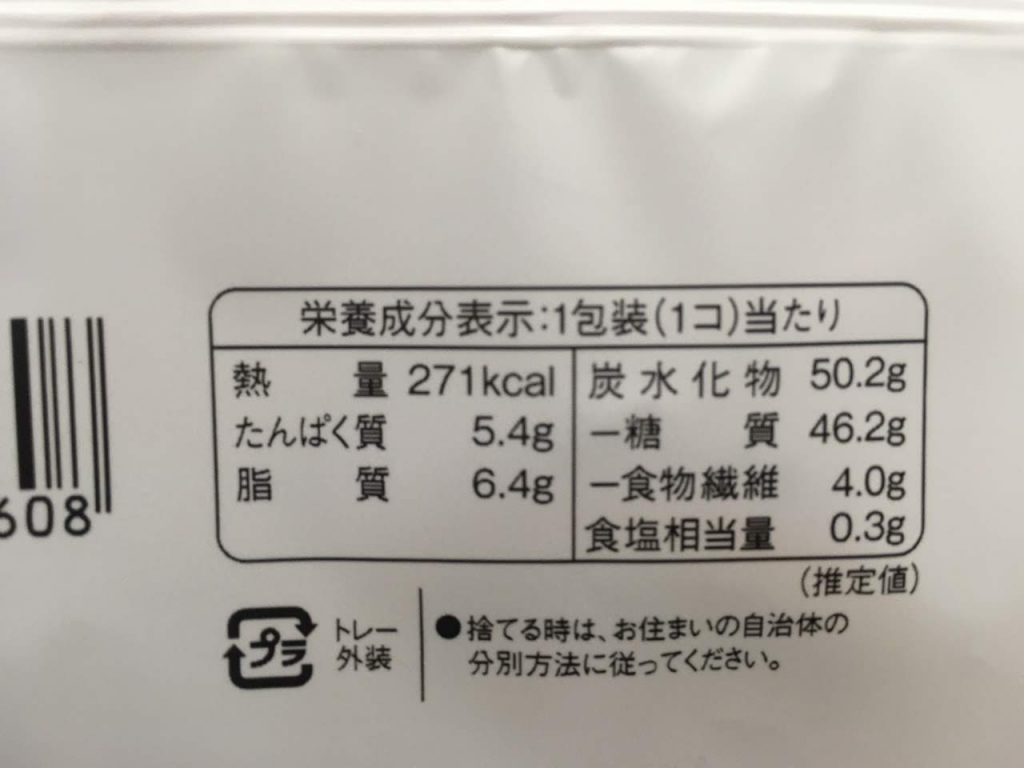 栄養成分表示:1包装(1コ)当たり
熱量 271kcal
たんぱく質 5.4g
脂質 6.4g
炭水化物 50.2g
ー糖質 46.2g
ー食物繊維 4.0g
食塩相当量 0.3g
(推定値)
608
プラ
トレー
外装
●捨てる時は、お住まいの自治体の
分別方法に従ってください。